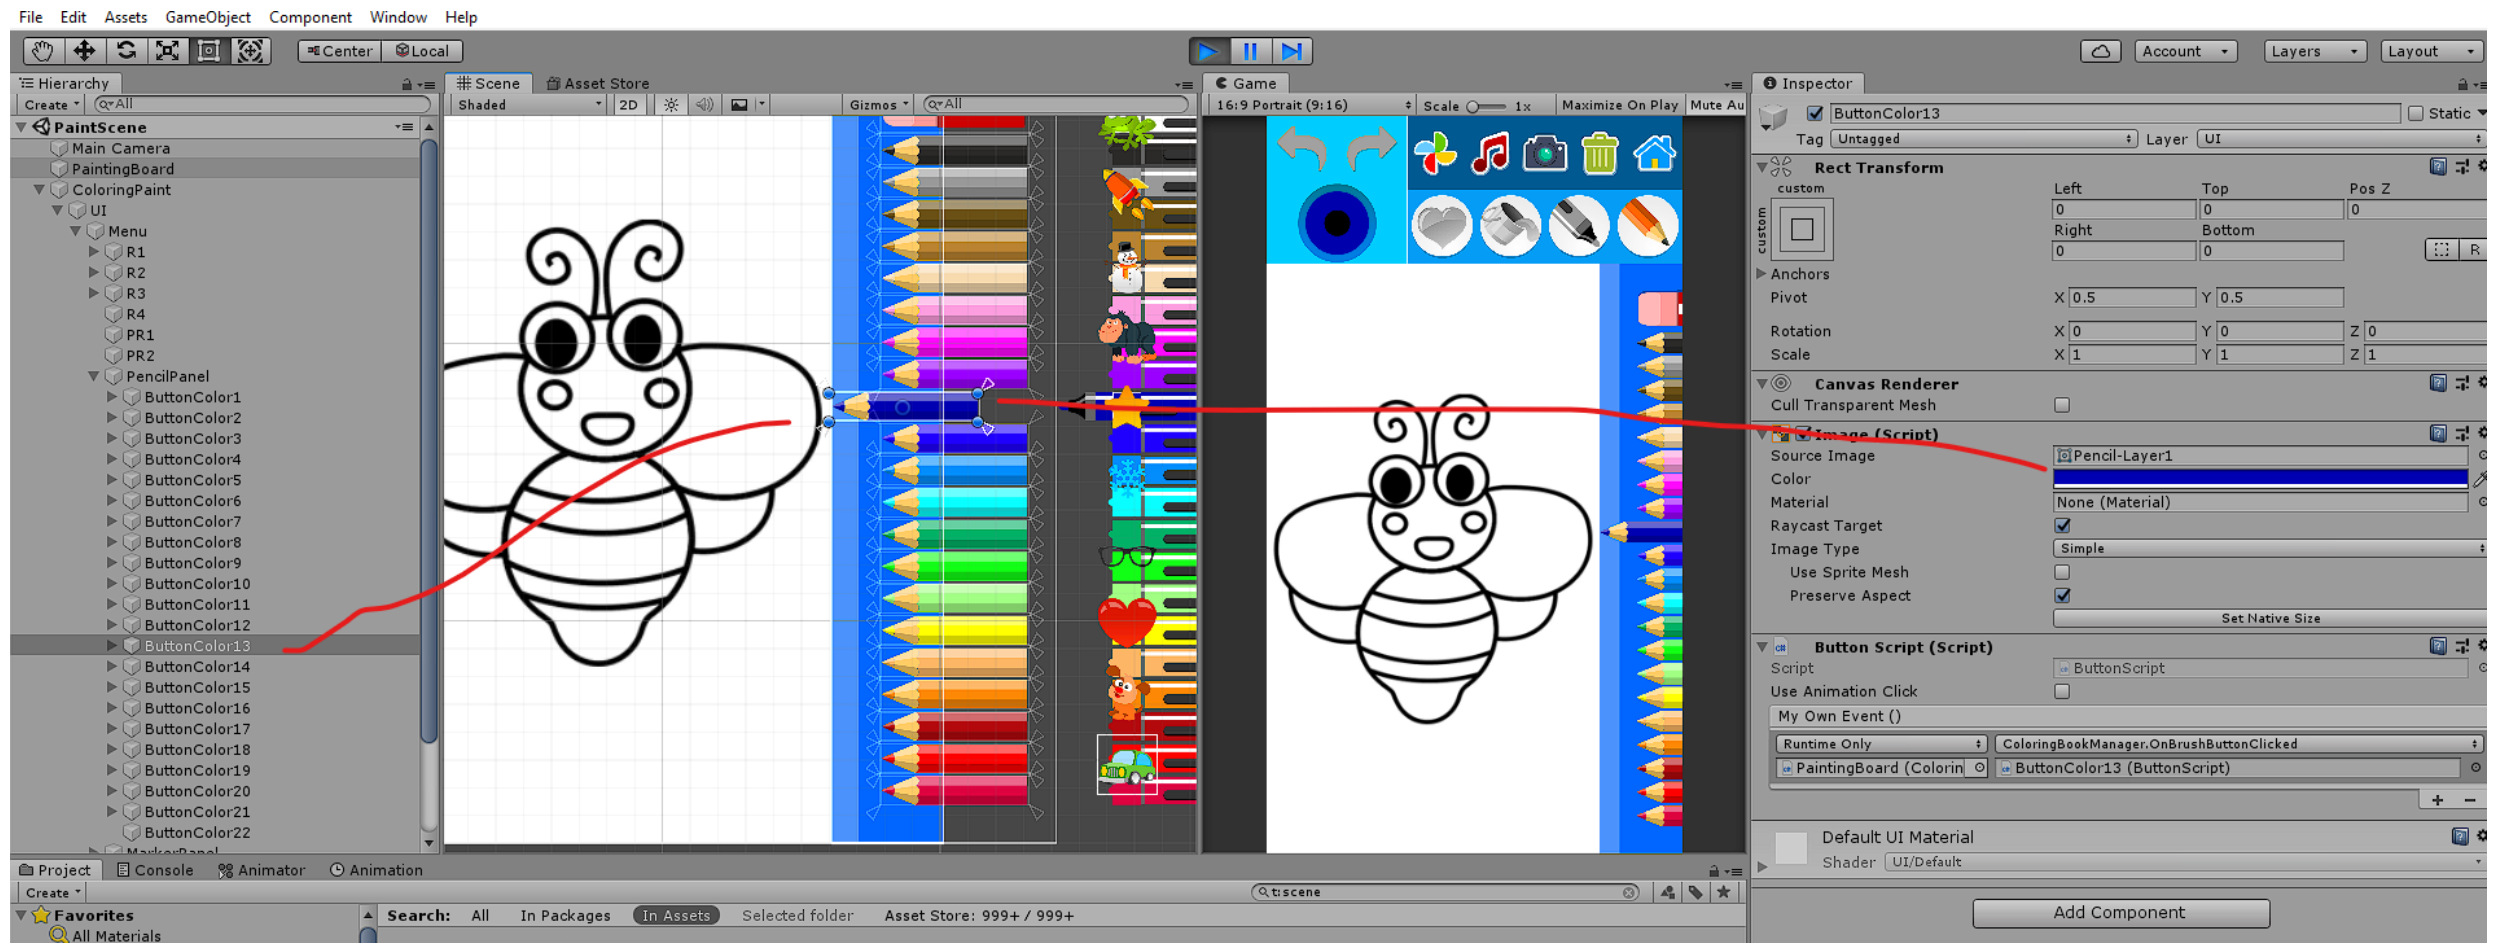 File Edit Assets GameObject Component Window Help
Center Local
Account Layers Layout
Hierarchy
Create All
PaintScene
Main Camera
PaintingBoard
ColoringPaint
UI
Menu
R1
R2
R3
R4
PR1
PR2
PencilPanel
ButtonColor1
ButtonColor2
ButtonColor3
ButtonColor4
ButtonColor5
ButtonColor6
ButtonColor7
ButtonColor8
ButtonColor9
ButtonColor10
ButtonColor11
ButtonColor12
ButtonColor13
ButtonColor14
ButtonColor15
ButtonColor16
ButtonColor17
ButtonColor18
ButtonColor19
ButtonColor20
ButtonColor21
ButtonColor22
MarkerPanel
Scene Asset Store
Shaded 2D Gizmos All
Game
16:9 Portrait (9:16) Scale 1x Maximize On Play Mute Au
Inspector
ButtonColor13 Static
Tag Untagged Layer UI
Rect Transform
custom
custom
Left Top Pos Z
0 0 0
Right Bottom
0 0 R
Anchors
Pivot X 0.5 Y 0.5
Rotation X 0 Y 0 Z 0
Scale X 1 Y 1 Z 1
Canvas Renderer
Cull Transparent Mesh
Image (Script)
Source Image Pencil-Layer1
Color
Material None (Material)
Raycast Target
Image Type Simple
Use Sprite Mesh
Preserve Aspect
Set Native Size
Button Script (Script)
Script ButtonScript
Use Animation Click
My Own Event ()
Runtime Only ColoringBookManager.OnBrushButtonClicked
PaintingBoard (Colorin ButtonColor13 (ButtonScript)
+ −
Default UI Material
Shader UI/Default
Add Component
Project Console Animator Animation
Create t:scene
Favorites
All Materials
Search: All In Packages In Assets Selected folder Asset Store: 999+ / 999+